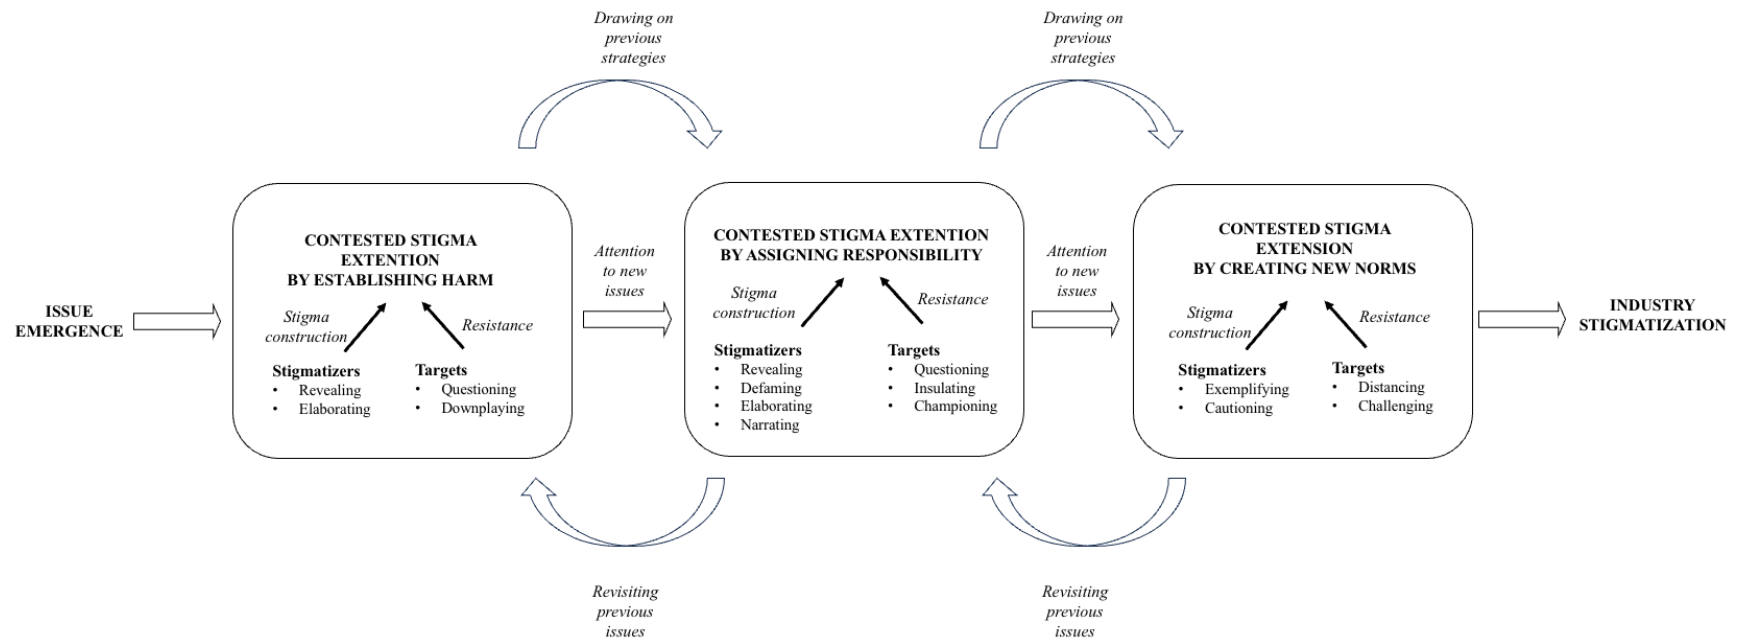 Drawing on
previous
strategies
Drawing on
previous
strategies
ISSUE
EMERGENCE
CONTESTED STIGMA
EXTENTION
BY ESTABLISHING HARM
Stigma
construction
Resistance
Stigmatizers
• Revealing
• Elaborating
Targets
• Questioning
• Downplaying
Attention
to new
issues
CONTESTED STIGMA EXTENTION
BY ASSIGNING RESPONSIBILITY
Stigma
construction
Resistance
Stigmatizers
• Revealing
• Defaming
• Elaborating
• Narrating
Targets
• Questioning
• Insulating
• Championing
Attention
to new
issues
CONTESTED STIGMA
EXTENSION
BY CREATING NEW NORMS
Stigma
construction
Resistance
Stigmatizers
• Exemplifying
• Cautioning
Targets
• Distancing
• Challenging
INDUSTRY
STIGMATIZATION
Revisiting
previous
issues
Revisiting
previous
issues